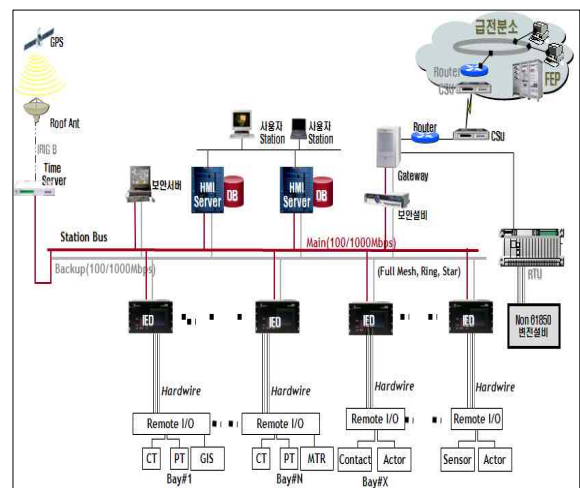 GPS
급전분소
Router
CSU
FEP
Roof Ant
IRIG B
Time
Server
사용자
Station
사용자
Station
Router
CSU
Gateway
보안서버
HMI
Server
DB
HMI
Server
DB
보안설비
Station Bus
Main(100/1000Mbps)
Backup(100/1000Mbps)
(Full Mesh, Ring, Star)
RTU
IED
IED
IED
IED
Non 61850
변전설비
Hardwire
Hardwire
Hardwire
Hardwire
Remote I/O
Remote I/O
Remote I/O
Remote I/O
CT
PT
GIS
CT
PT
MTR
Contact
Actor
Sensor
Actor
Bay#1
Bay#N
Bay#X